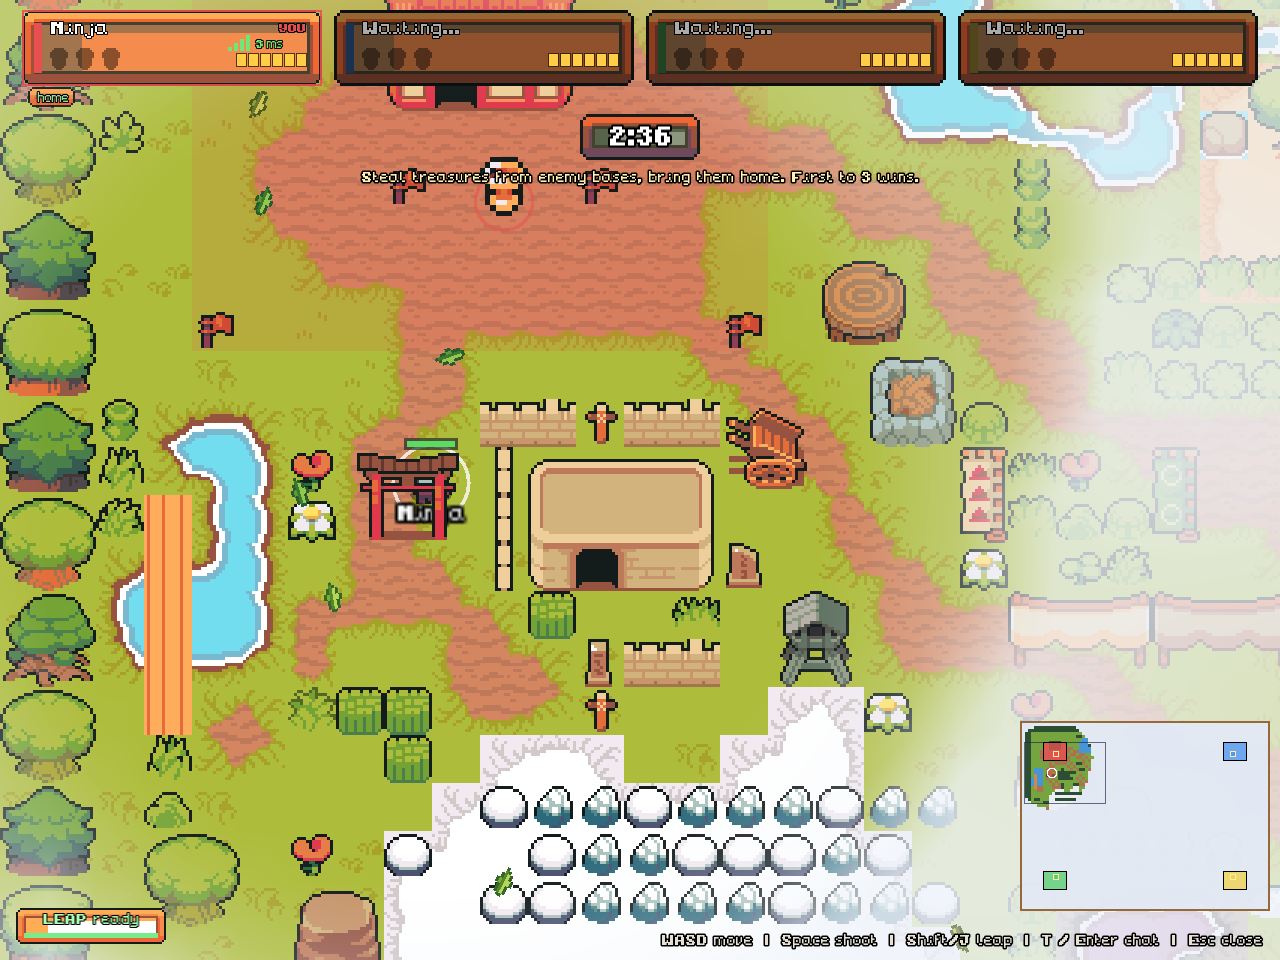 Ninja
YOU
9 ms
home
Waiting...
Waiting...
Waiting...
2:36
Steal treasures from enemy bases, bring them home. First to 3 wins.
Ninja
LEAP ready
WASD move | Space shoot | Shift/J leap | T / Enter chat | Esc close